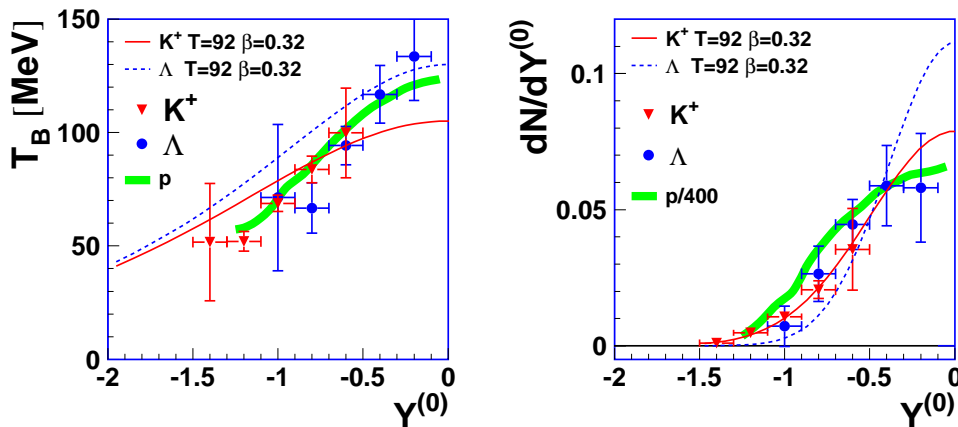 T_B [MeV]
150
100
50
0
-2
-1.5
-1
-0.5
0
Y^(0)
K^+ T=92 β=0.32
Λ T=92 β=0.32
K^+
Λ
p
dN/dY^(0)
0.1
0.05
0
-2
-1.5
-1
-0.5
0
Y^(0)
K^+ T=92 β=0.32
Λ T=92 β=0.32
K^+
Λ
p/400